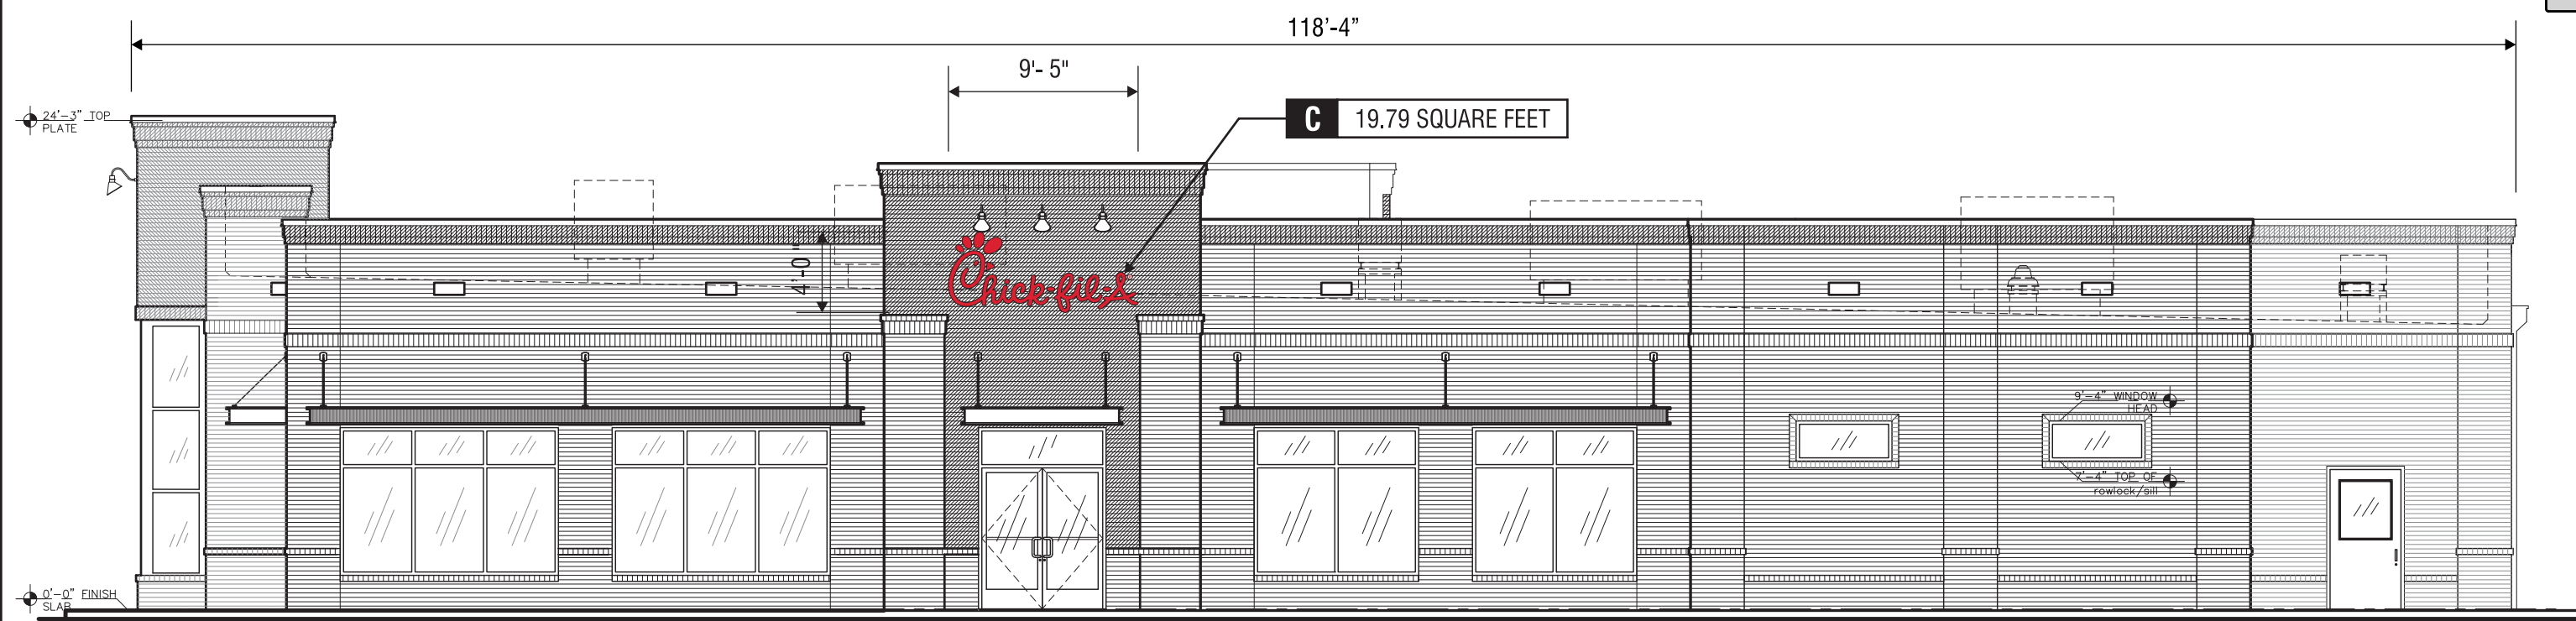 118'-4"
9'- 5"
C 19.79 SQUARE FEET
24'-3" TOP
PLATE
4'-0"
Chick-fil-A
9'-4" WINDOW
HEAD
7'-4" TOP OF
rowlock/sill
0'-0" FINISH
SLAB